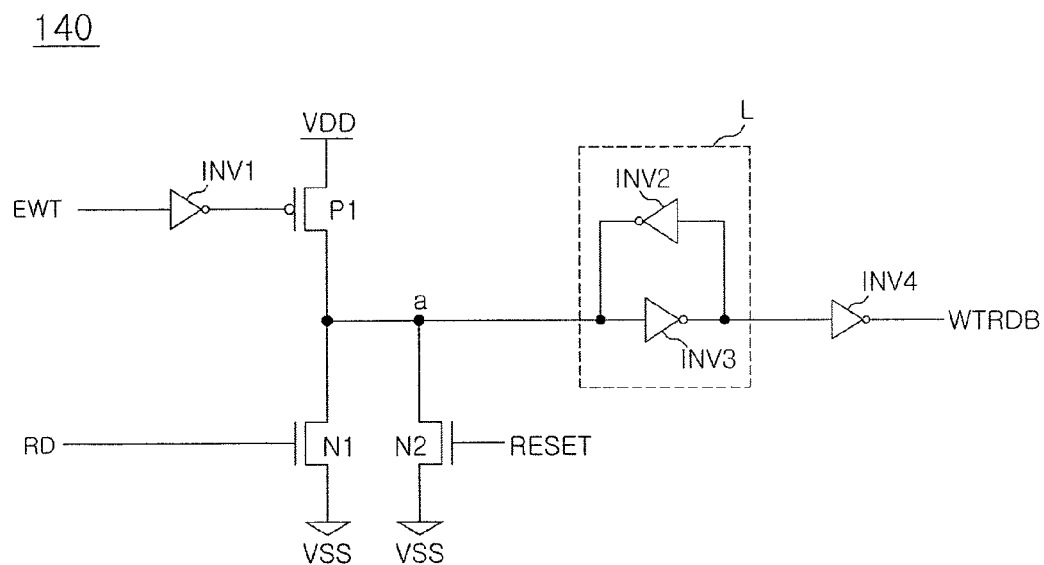 140
L
VDD
INV1
INV2
EWT
P1
INV4
a
WTRDB
INV3
RD
N1
N2
RESET
VSS
VSS